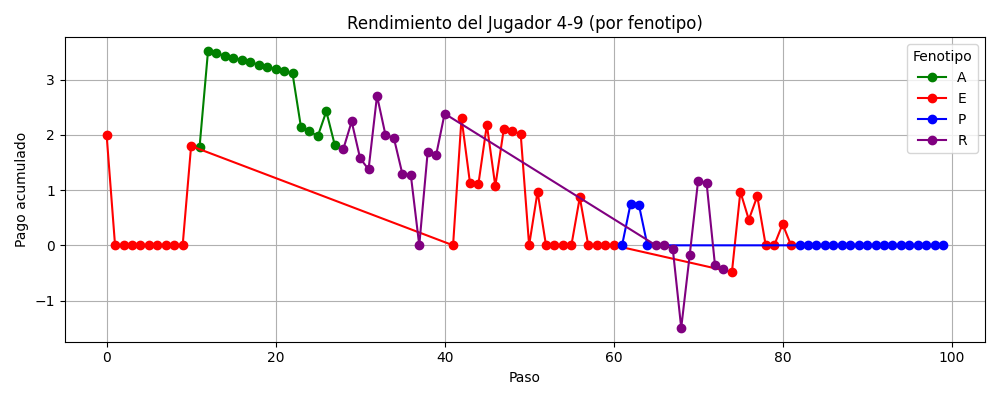 Rendimiento del Jugador 4-9 (por fenotipo)
Pago acumulado
3
2
1
0
−1
0
20
40
60
80
100
Paso
Fenotipo
A
E
P
R